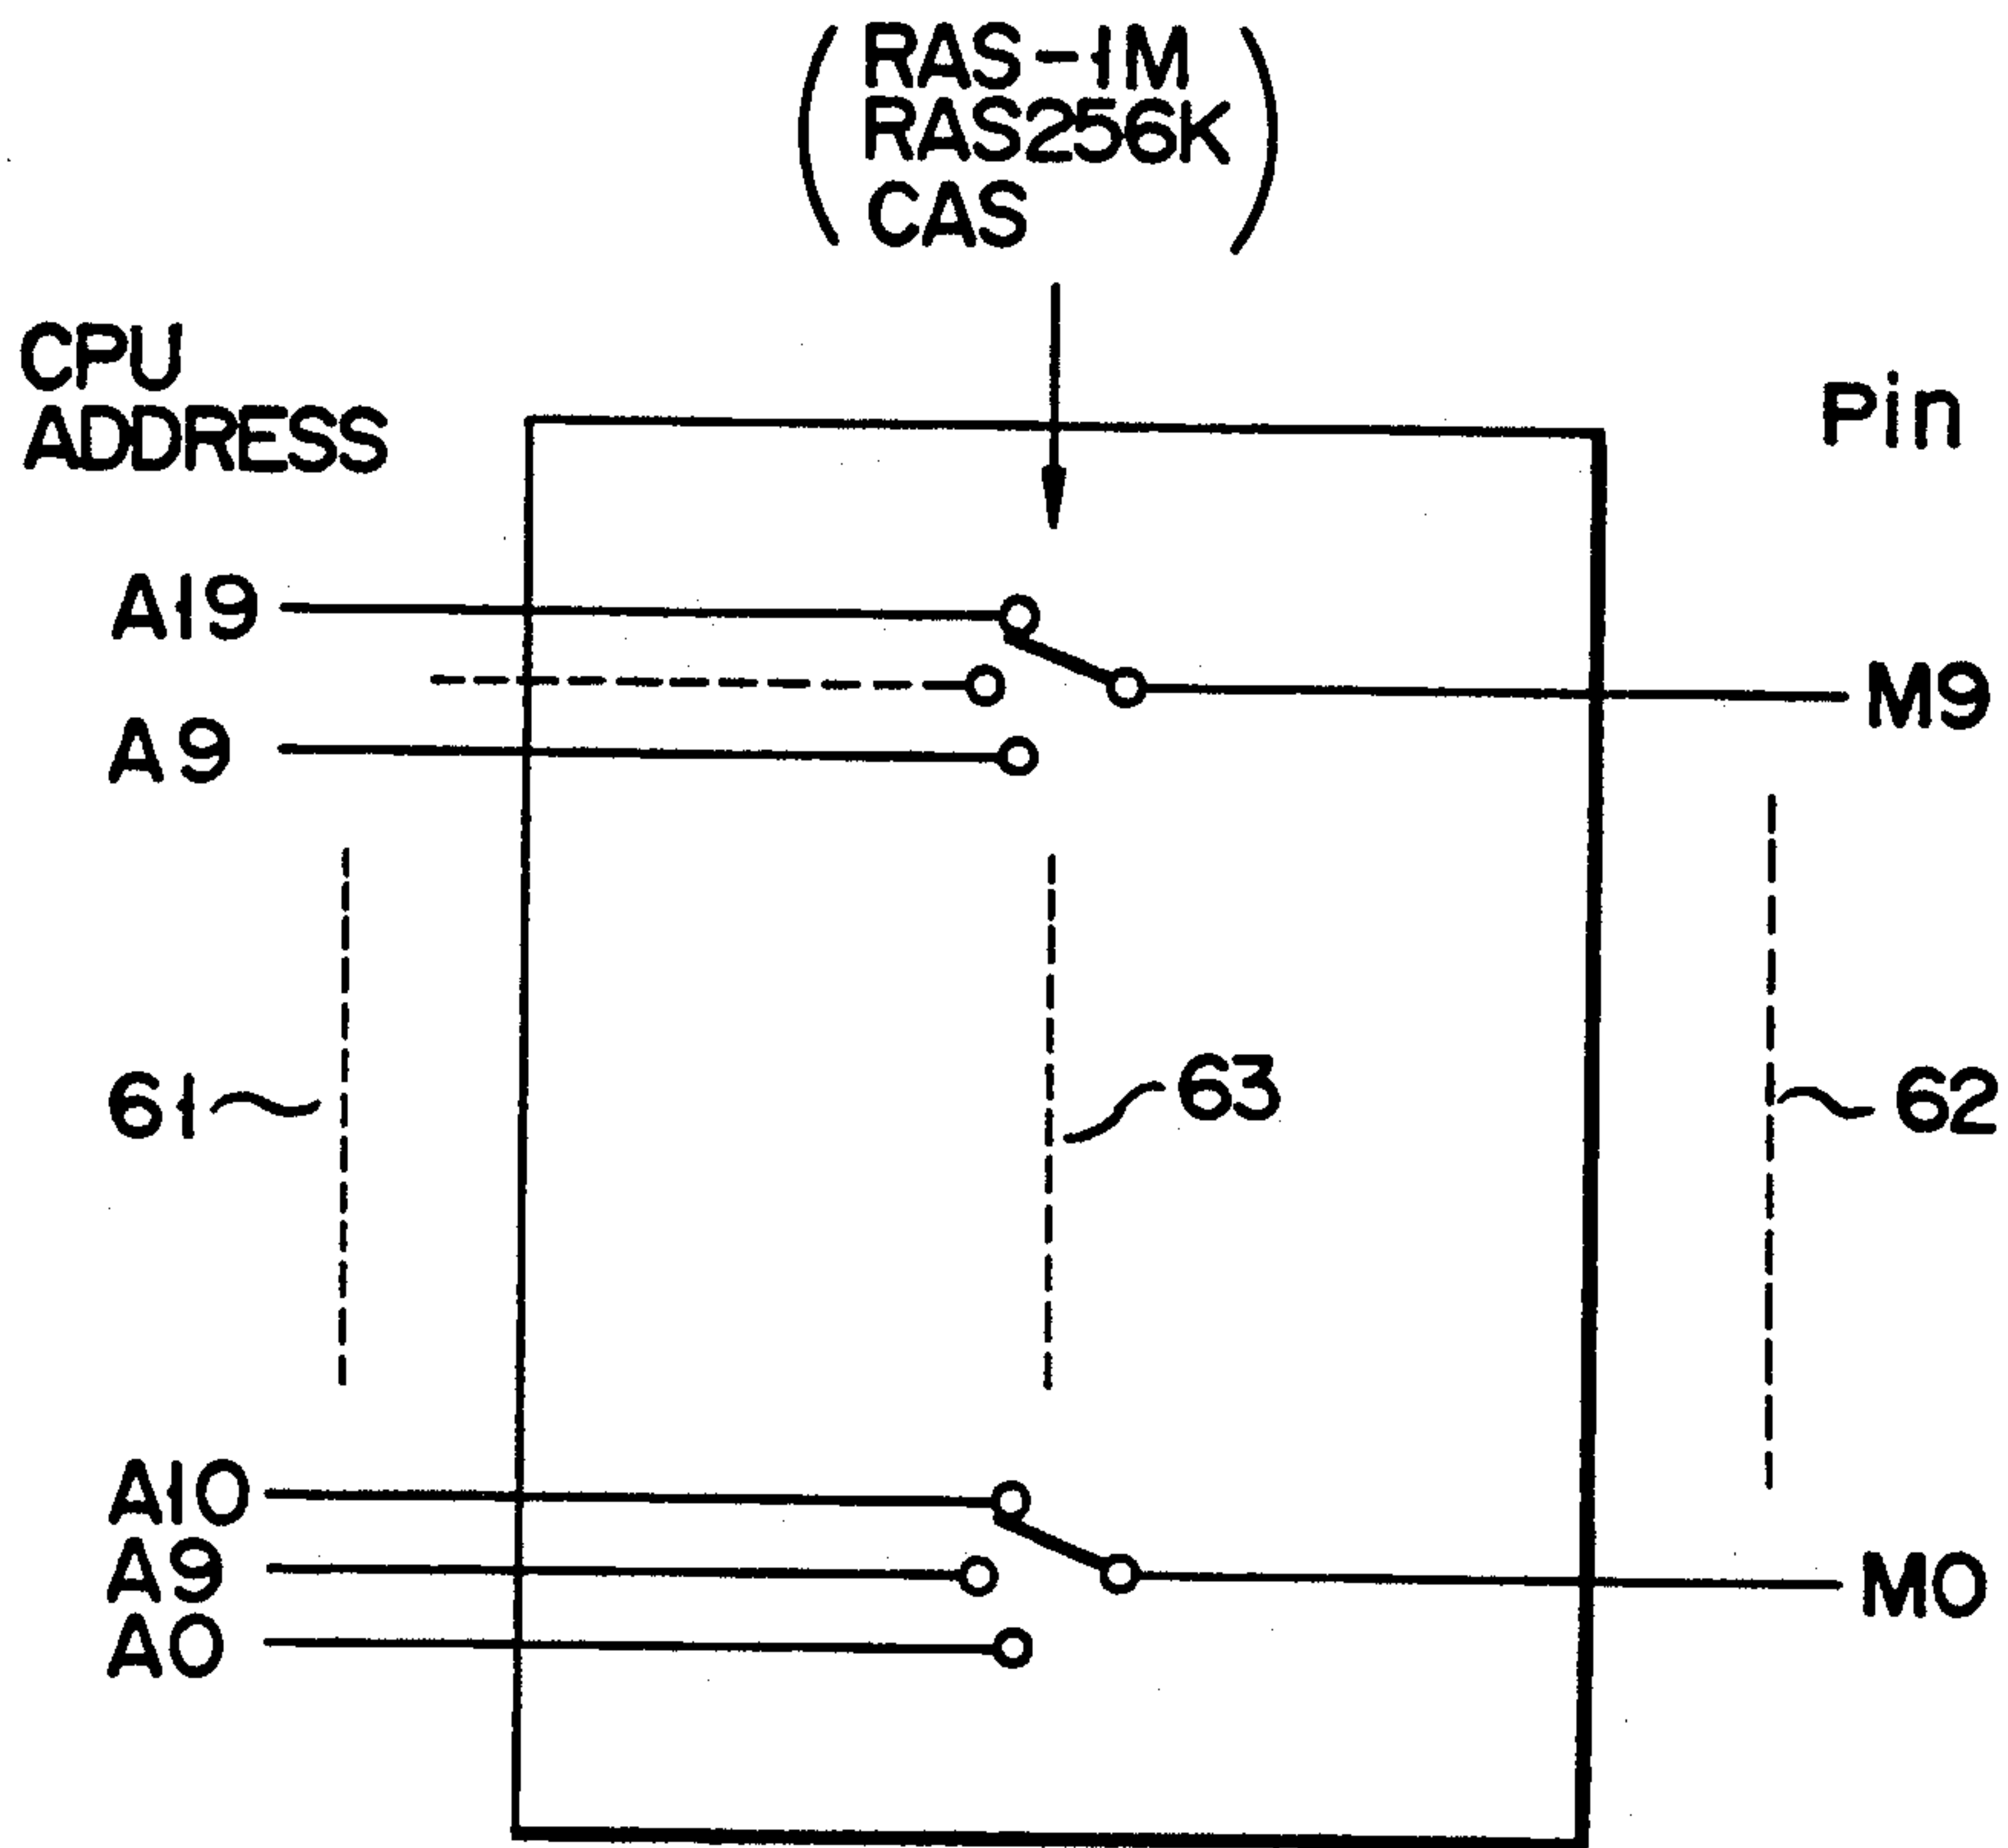 RAS-1M
RAS256K
CAS
CPU
ADDRESS
Pin
A19
M9
A9
61
63
62
A10
A9
M0
A0